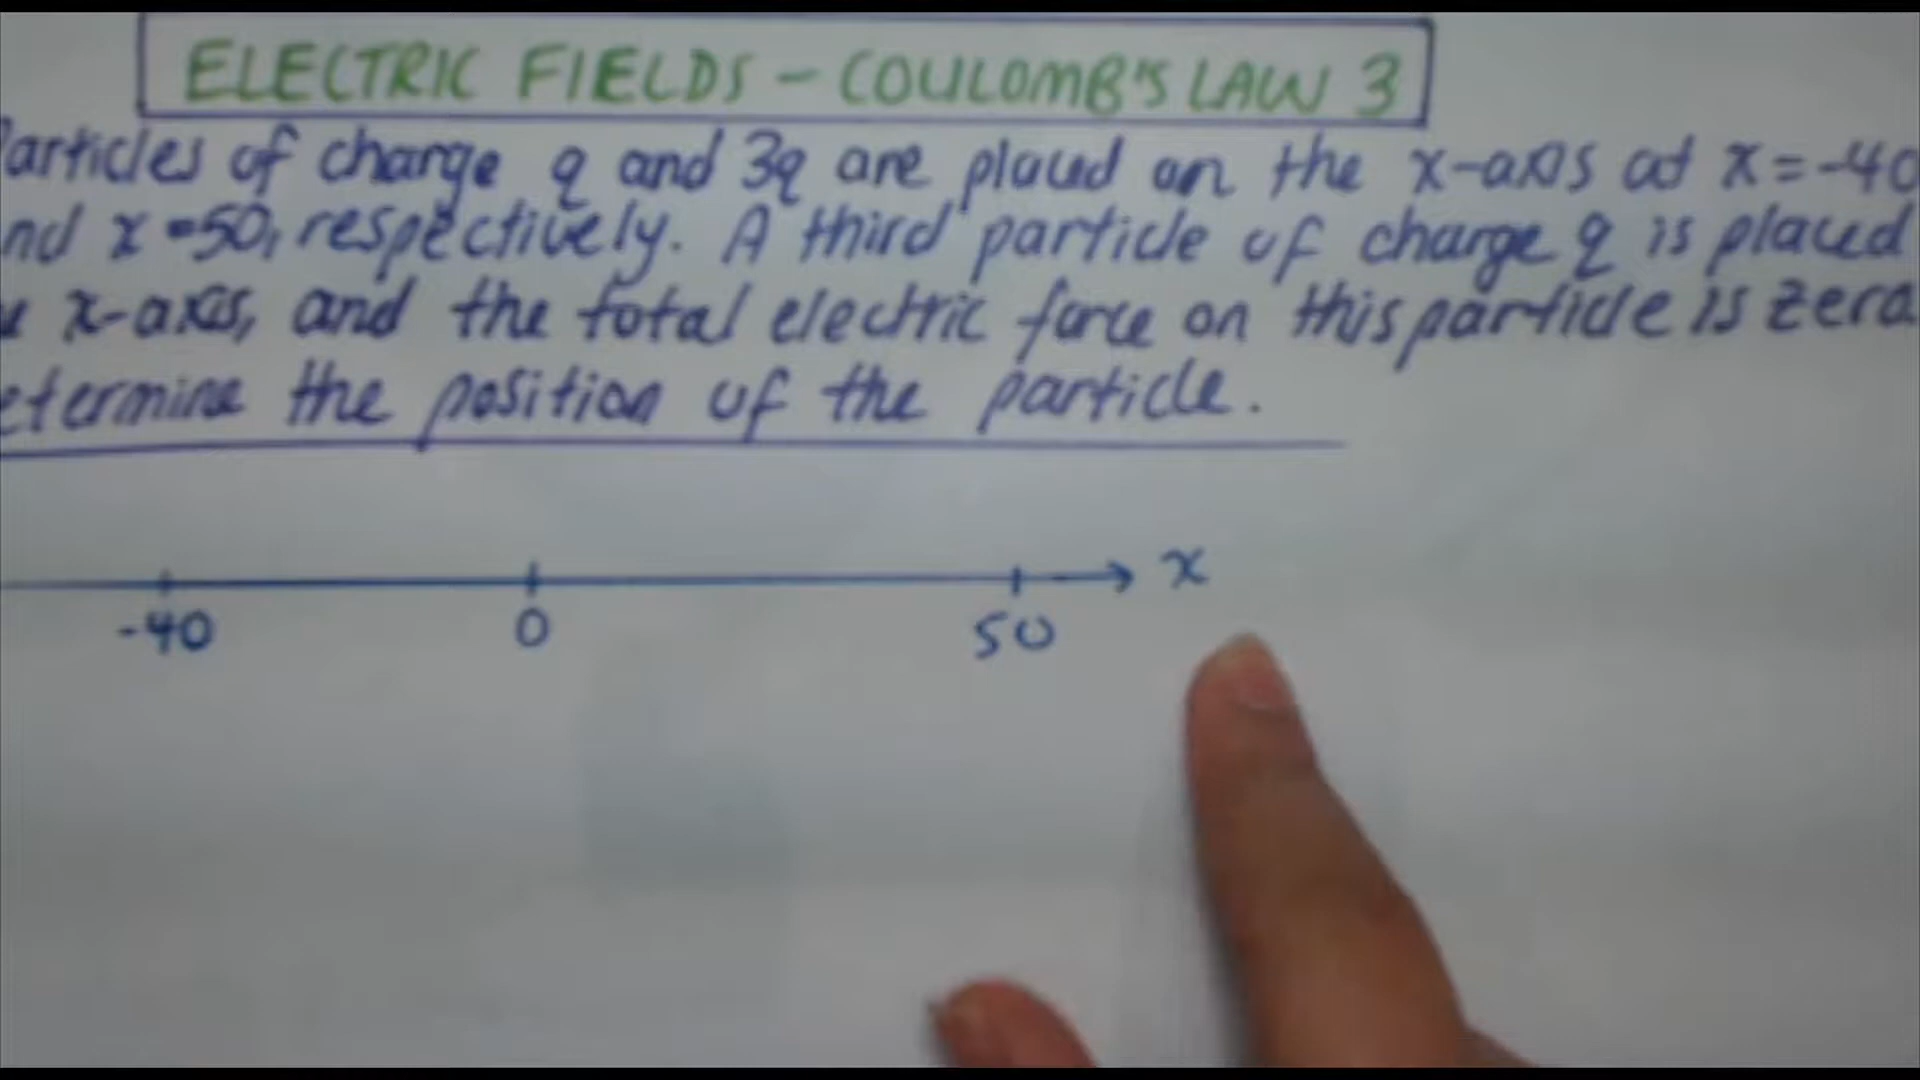 ELECTRIC FIELDS - COULOMB'S LAW 3
Particles of charge q and 3q are placed on the x-axis at x=-40
nd x=50, respectively. A third particle of charge q is placed
x-axis, and the total electric force on this particle is zero
etermine the position of the particle.
x
-40 0 50